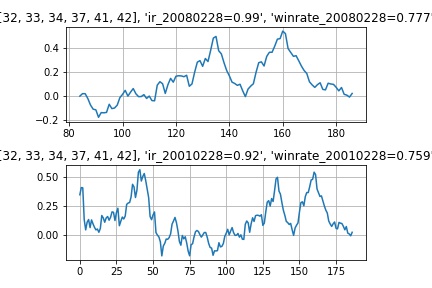 [32, 33, 34, 37, 41, 42], 'ir_20080228=0.99', 'winrate_20080228=0.777'
0.4
0.2
0.0
−0.2
80 100 120 140 160 180
[32, 33, 34, 37, 41, 42], 'ir_20010228=0.92', 'winrate_20010228=0.759'
0.50
0.25
0.00
0 25 50 75 100 125 150 175